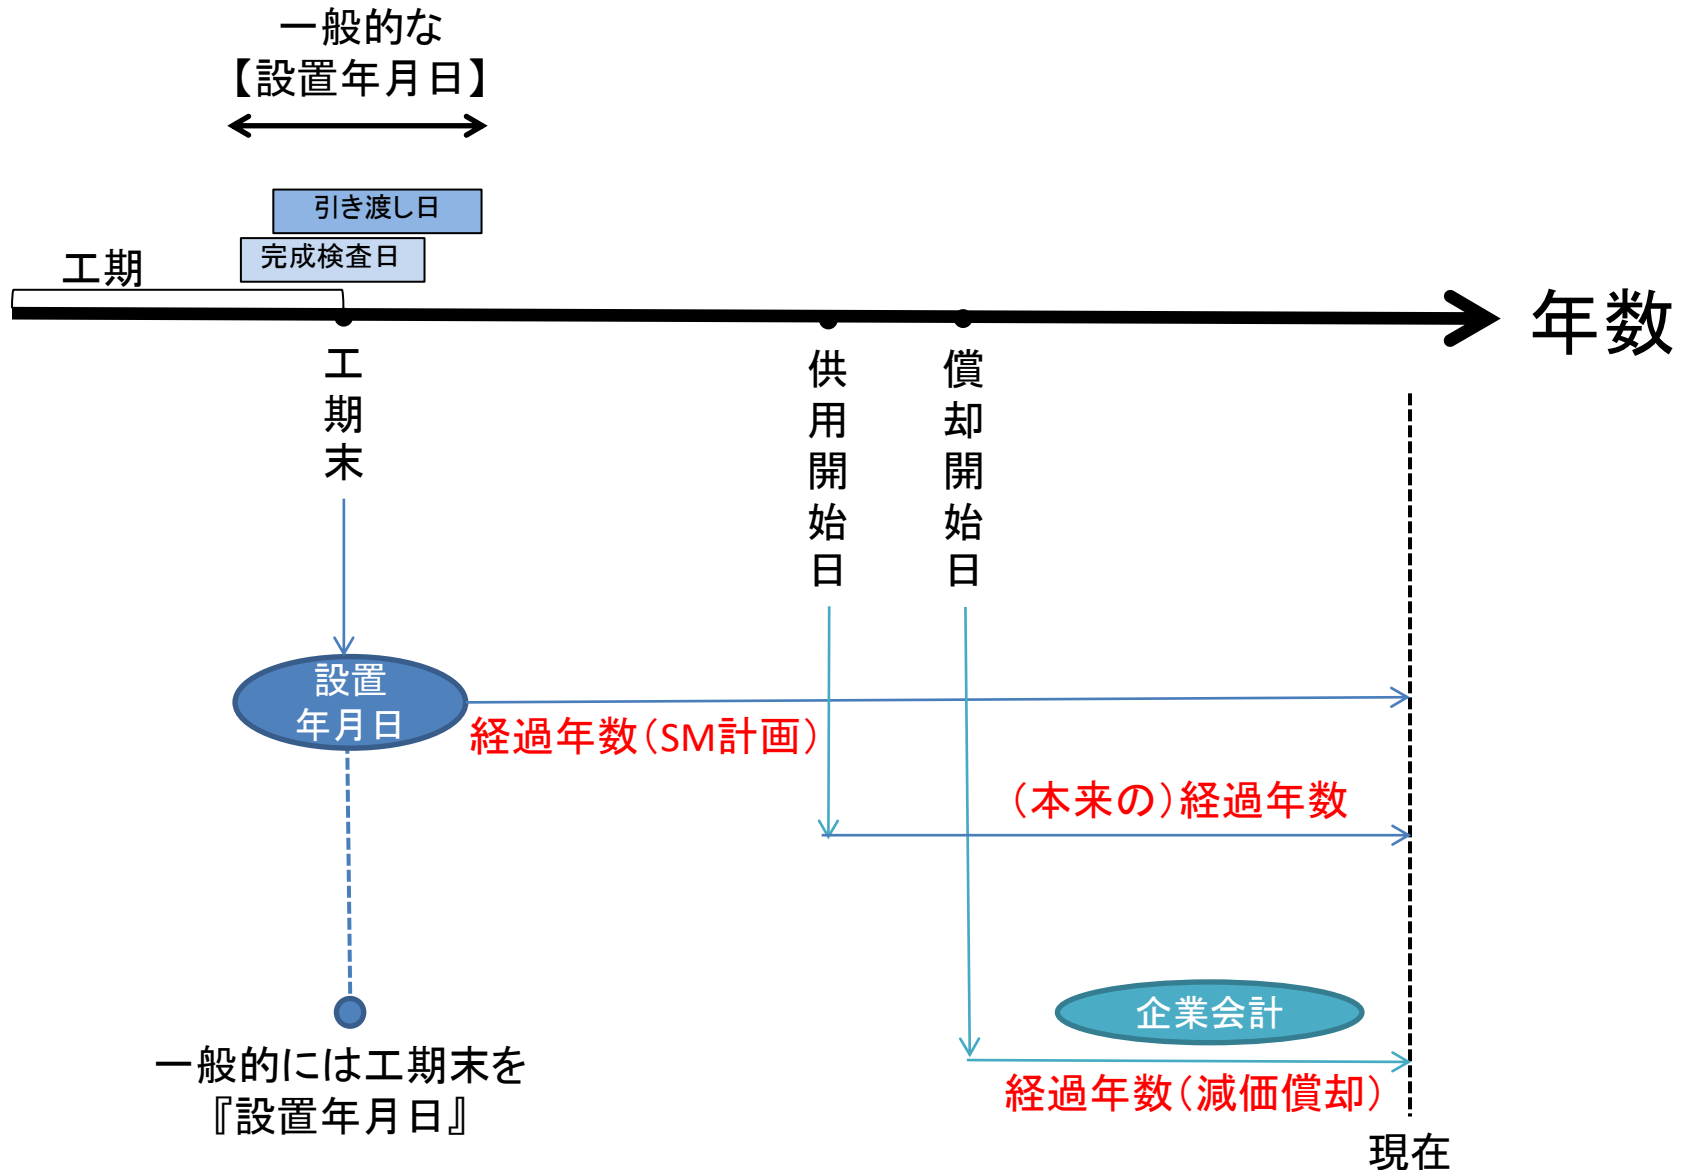 一般的な
【設置年月日】
引き渡し日
完成検査日
工期
年数
工期末
供用開始日
償却開始日
設置
年月日
経過年数(SM計画)
(本来の)経過年数
企業会計
経過年数(減価償却)
一般的には工期末を
『設置年月日』
現在